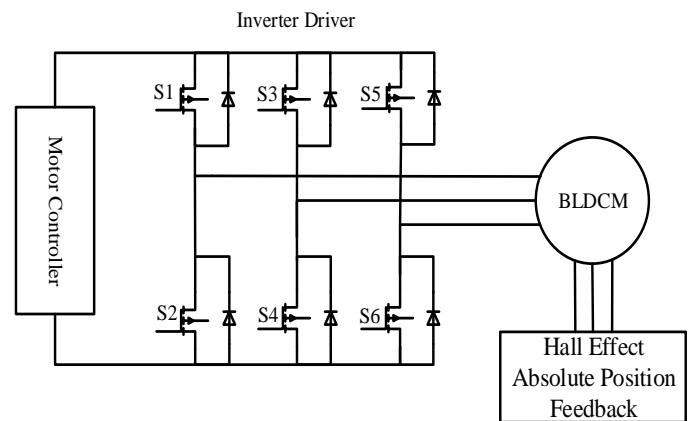 Inverter Driver
S1
S3
S5
Motor Controller
BLDCM
S2
S4
S6
Hall Effect
Absolute Position
Feedback